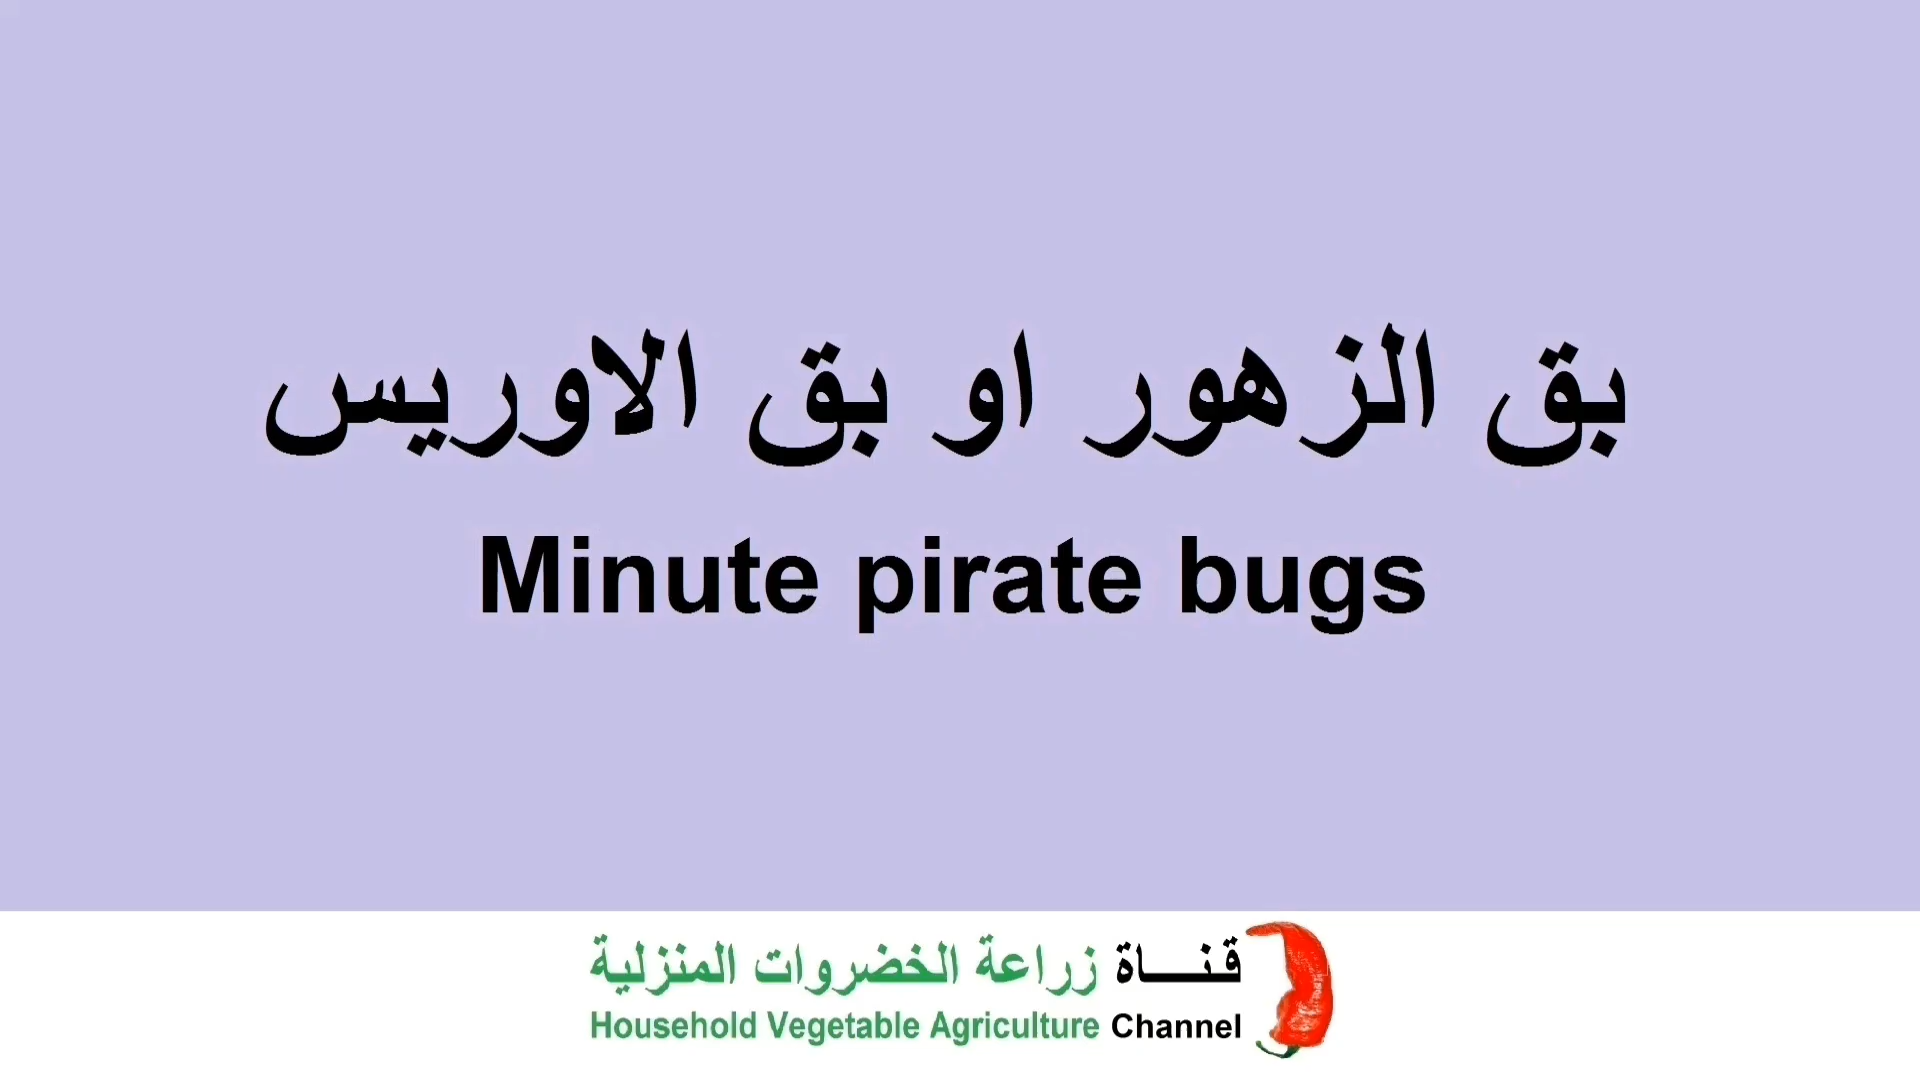 بق الزهور او بق الاوريس
Minute pirate bugs
قنـــاة زراعة الخضروات المنزلية
Household Vegetable Agriculture Channel